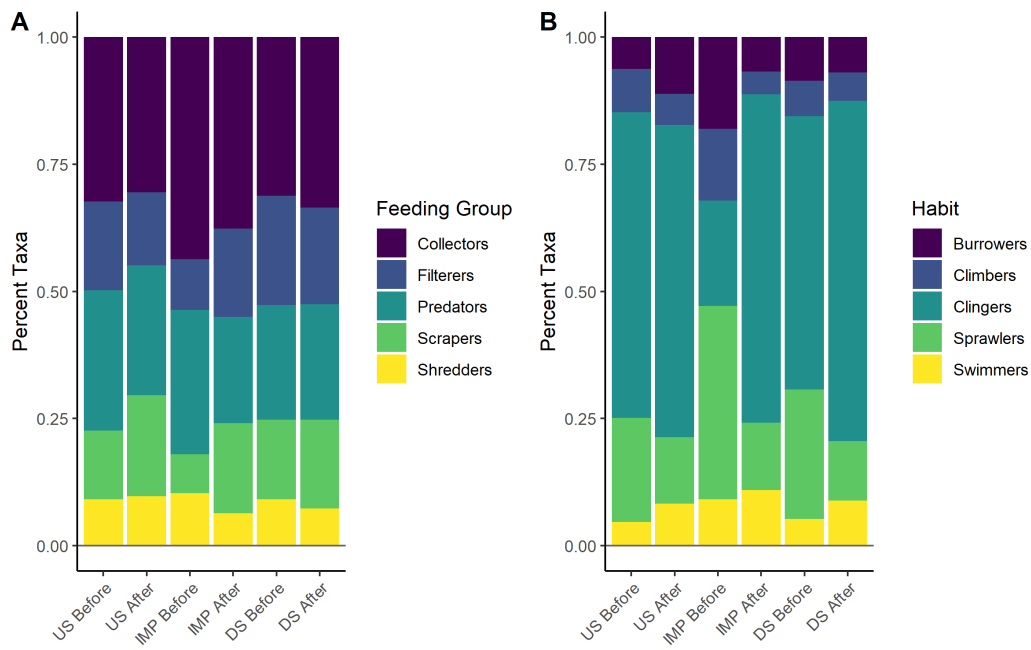 A
Percent Taxa
1.00
0.75
0.50
0.25
0.00
US Before
US After
IMP Before
IMP After
DS Before
DS After
Feeding Group
Collectors
Filterers
Predators
Scrapers
Shredders
B
Percent Taxa
1.00
0.75
0.50
0.25
0.00
US Before
US After
IMP Before
IMP After
DS Before
DS After
Habit
Burrowers
Climbers
Clingers
Sprawlers
Swimmers